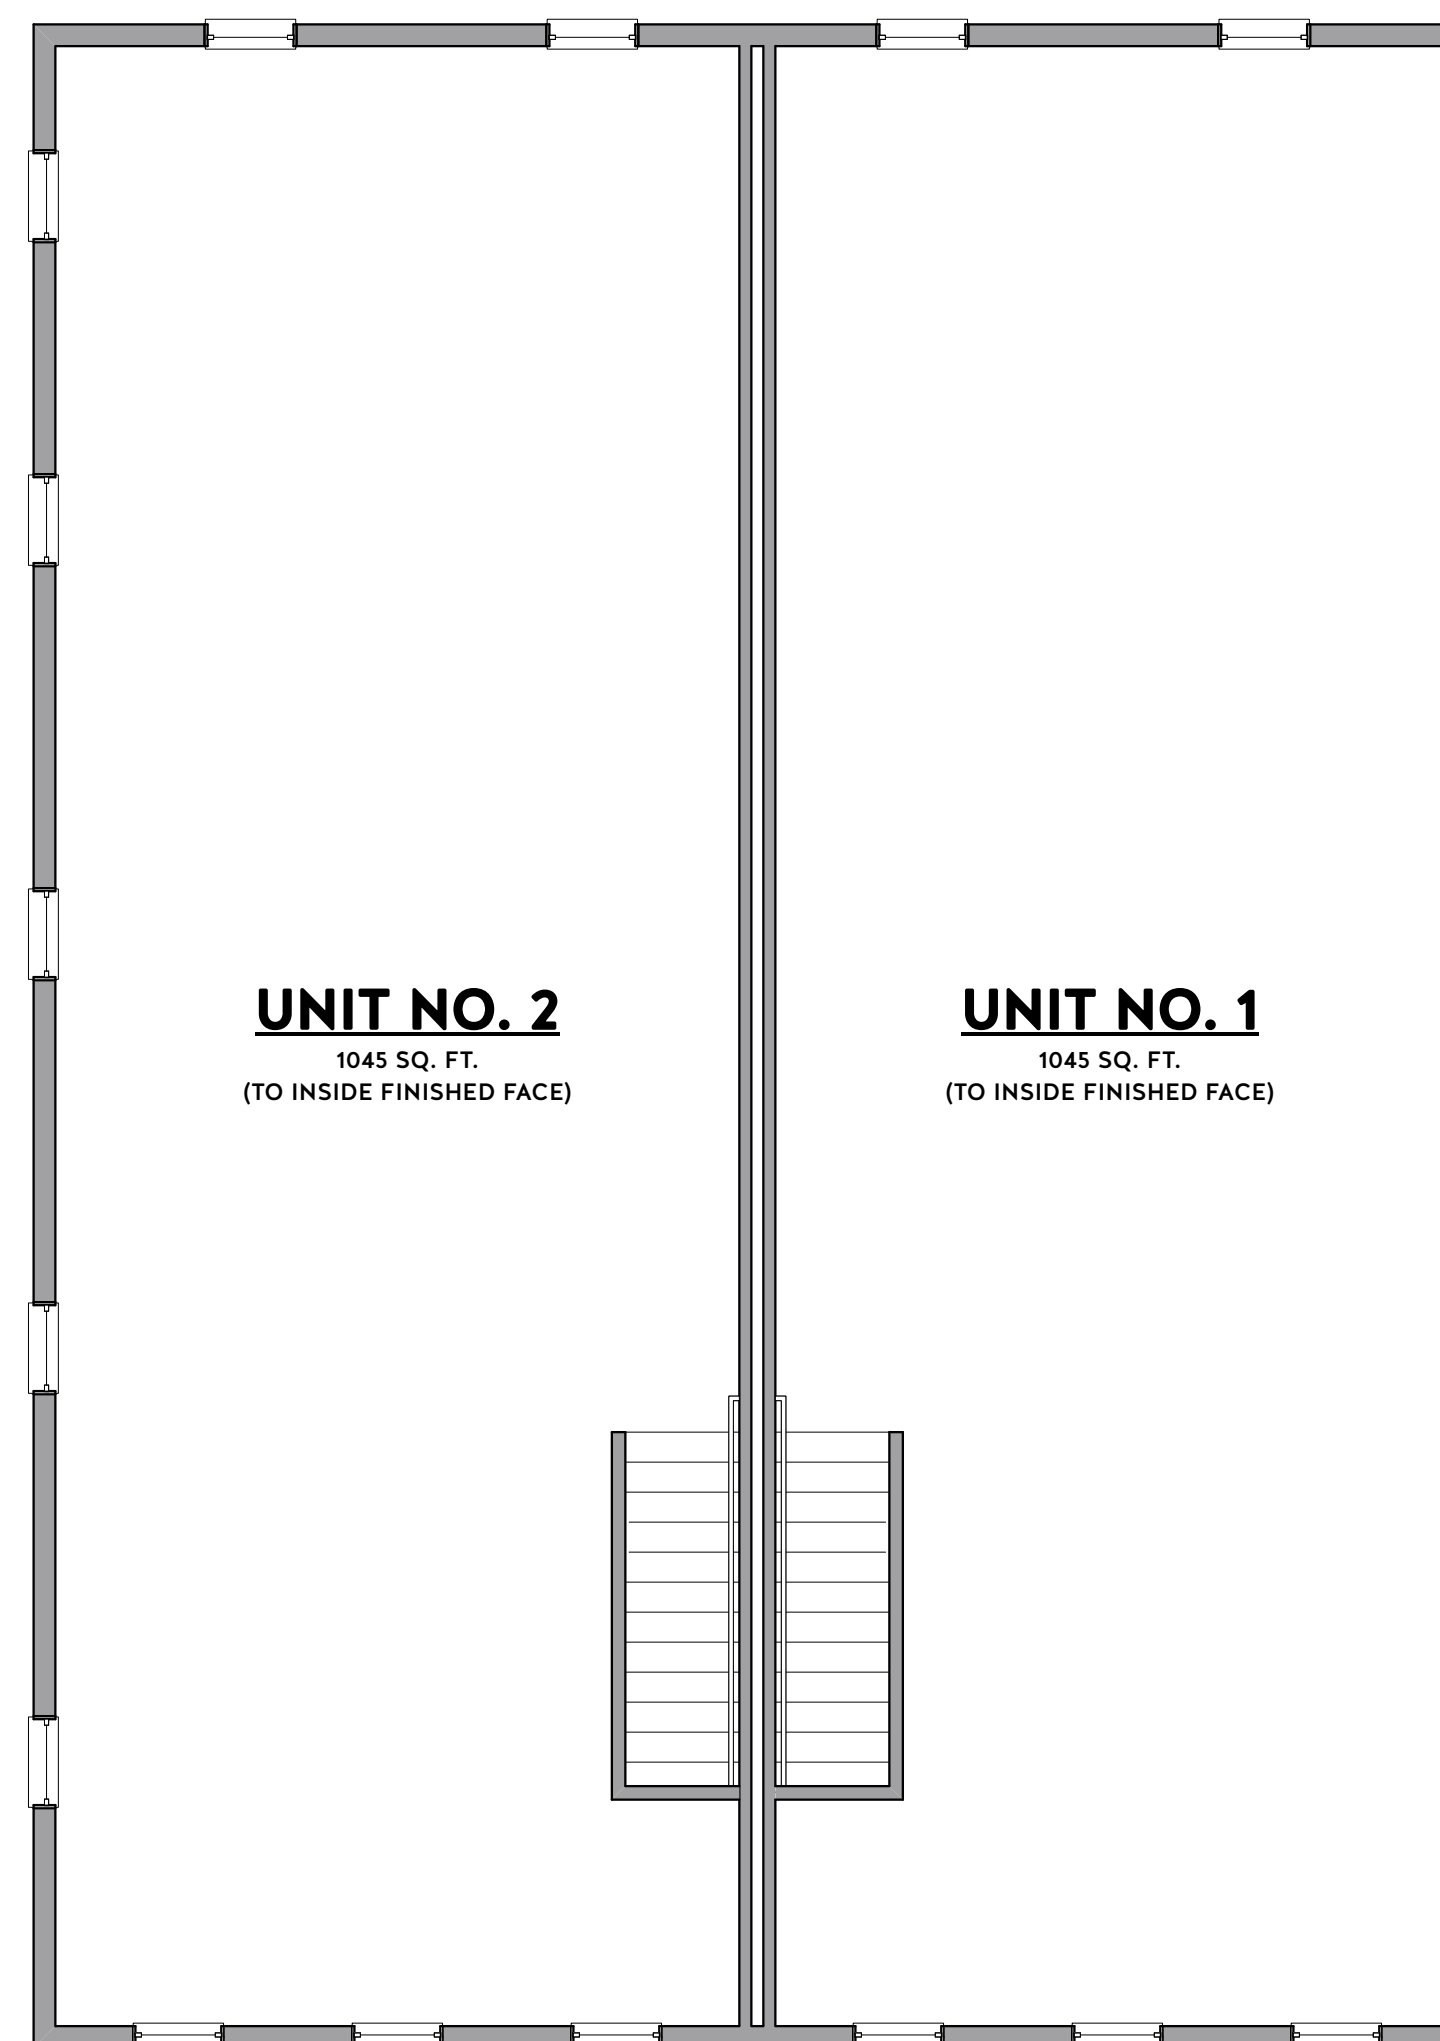 UNIT NO. 2
1045 SQ. FT.
(TO INSIDE FINISHED FACE)
UNIT NO. 1
1045 SQ. FT.
(TO INSIDE FINISHED FACE)